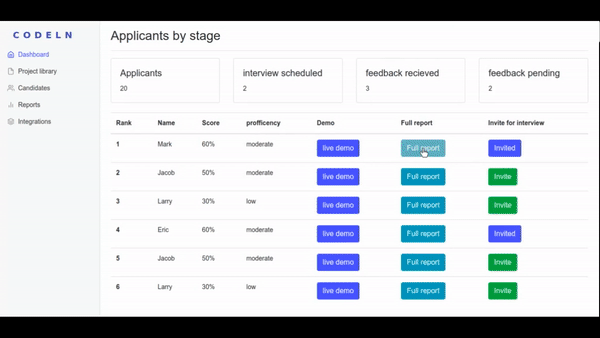 CODELN
Applicants by stage
Dashboard
Project library
Candidates
Reports
Integrations
Applicants
20
interview scheduled
2
feedback recieved
3
feedback pending
2
Rank Name Score profficency Demo Full report Invite for interview
1 Mark 60% moderate live demo Full report Invited
2 Jacob 50% moderate live demo Full report Invite
3 Larry 30% low live demo Full report Invite
4 Eric 60% moderate live demo Full report Invited
5 Jacob 50% moderate live demo Full report Invite
6 Larry 30% low live demo Full report Invite